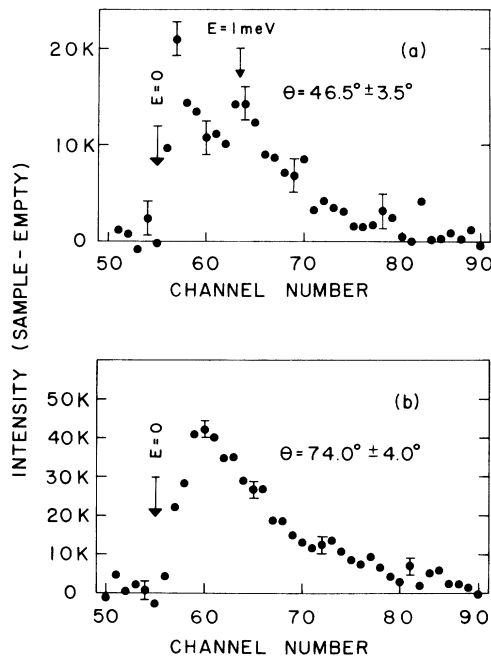 INTENSITY (SAMPLE-EMPTY)
20K
10K
0
E=0
E=1meV
(a)
θ=46.5°±3.5°
50 60 70 80 90
CHANNEL NUMBER
50K
40K
30K
20K
10K
0
E=0
(b)
θ=74.0°±4.0°
50 60 70 80 90
CHANNEL NUMBER